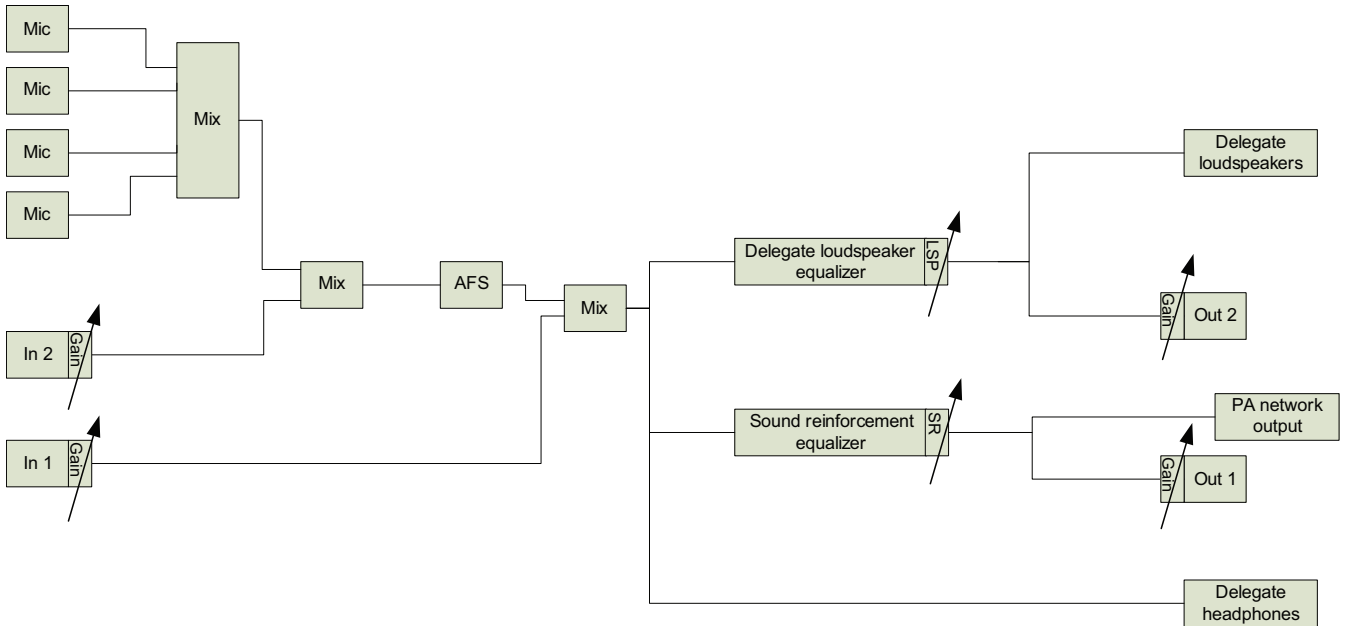 Mic
Mic
Mic
Mic
Mix
In 2
Gain
In 1
Gain
Mix
AFS
Mix
Delegate loudspeaker
equalizer
LSP
Sound reinforcement
equalizer
SR
Delegate
loudspeakers
Gain
Out 2
PA network
output
Gain
Out 1
Delegate
headphones